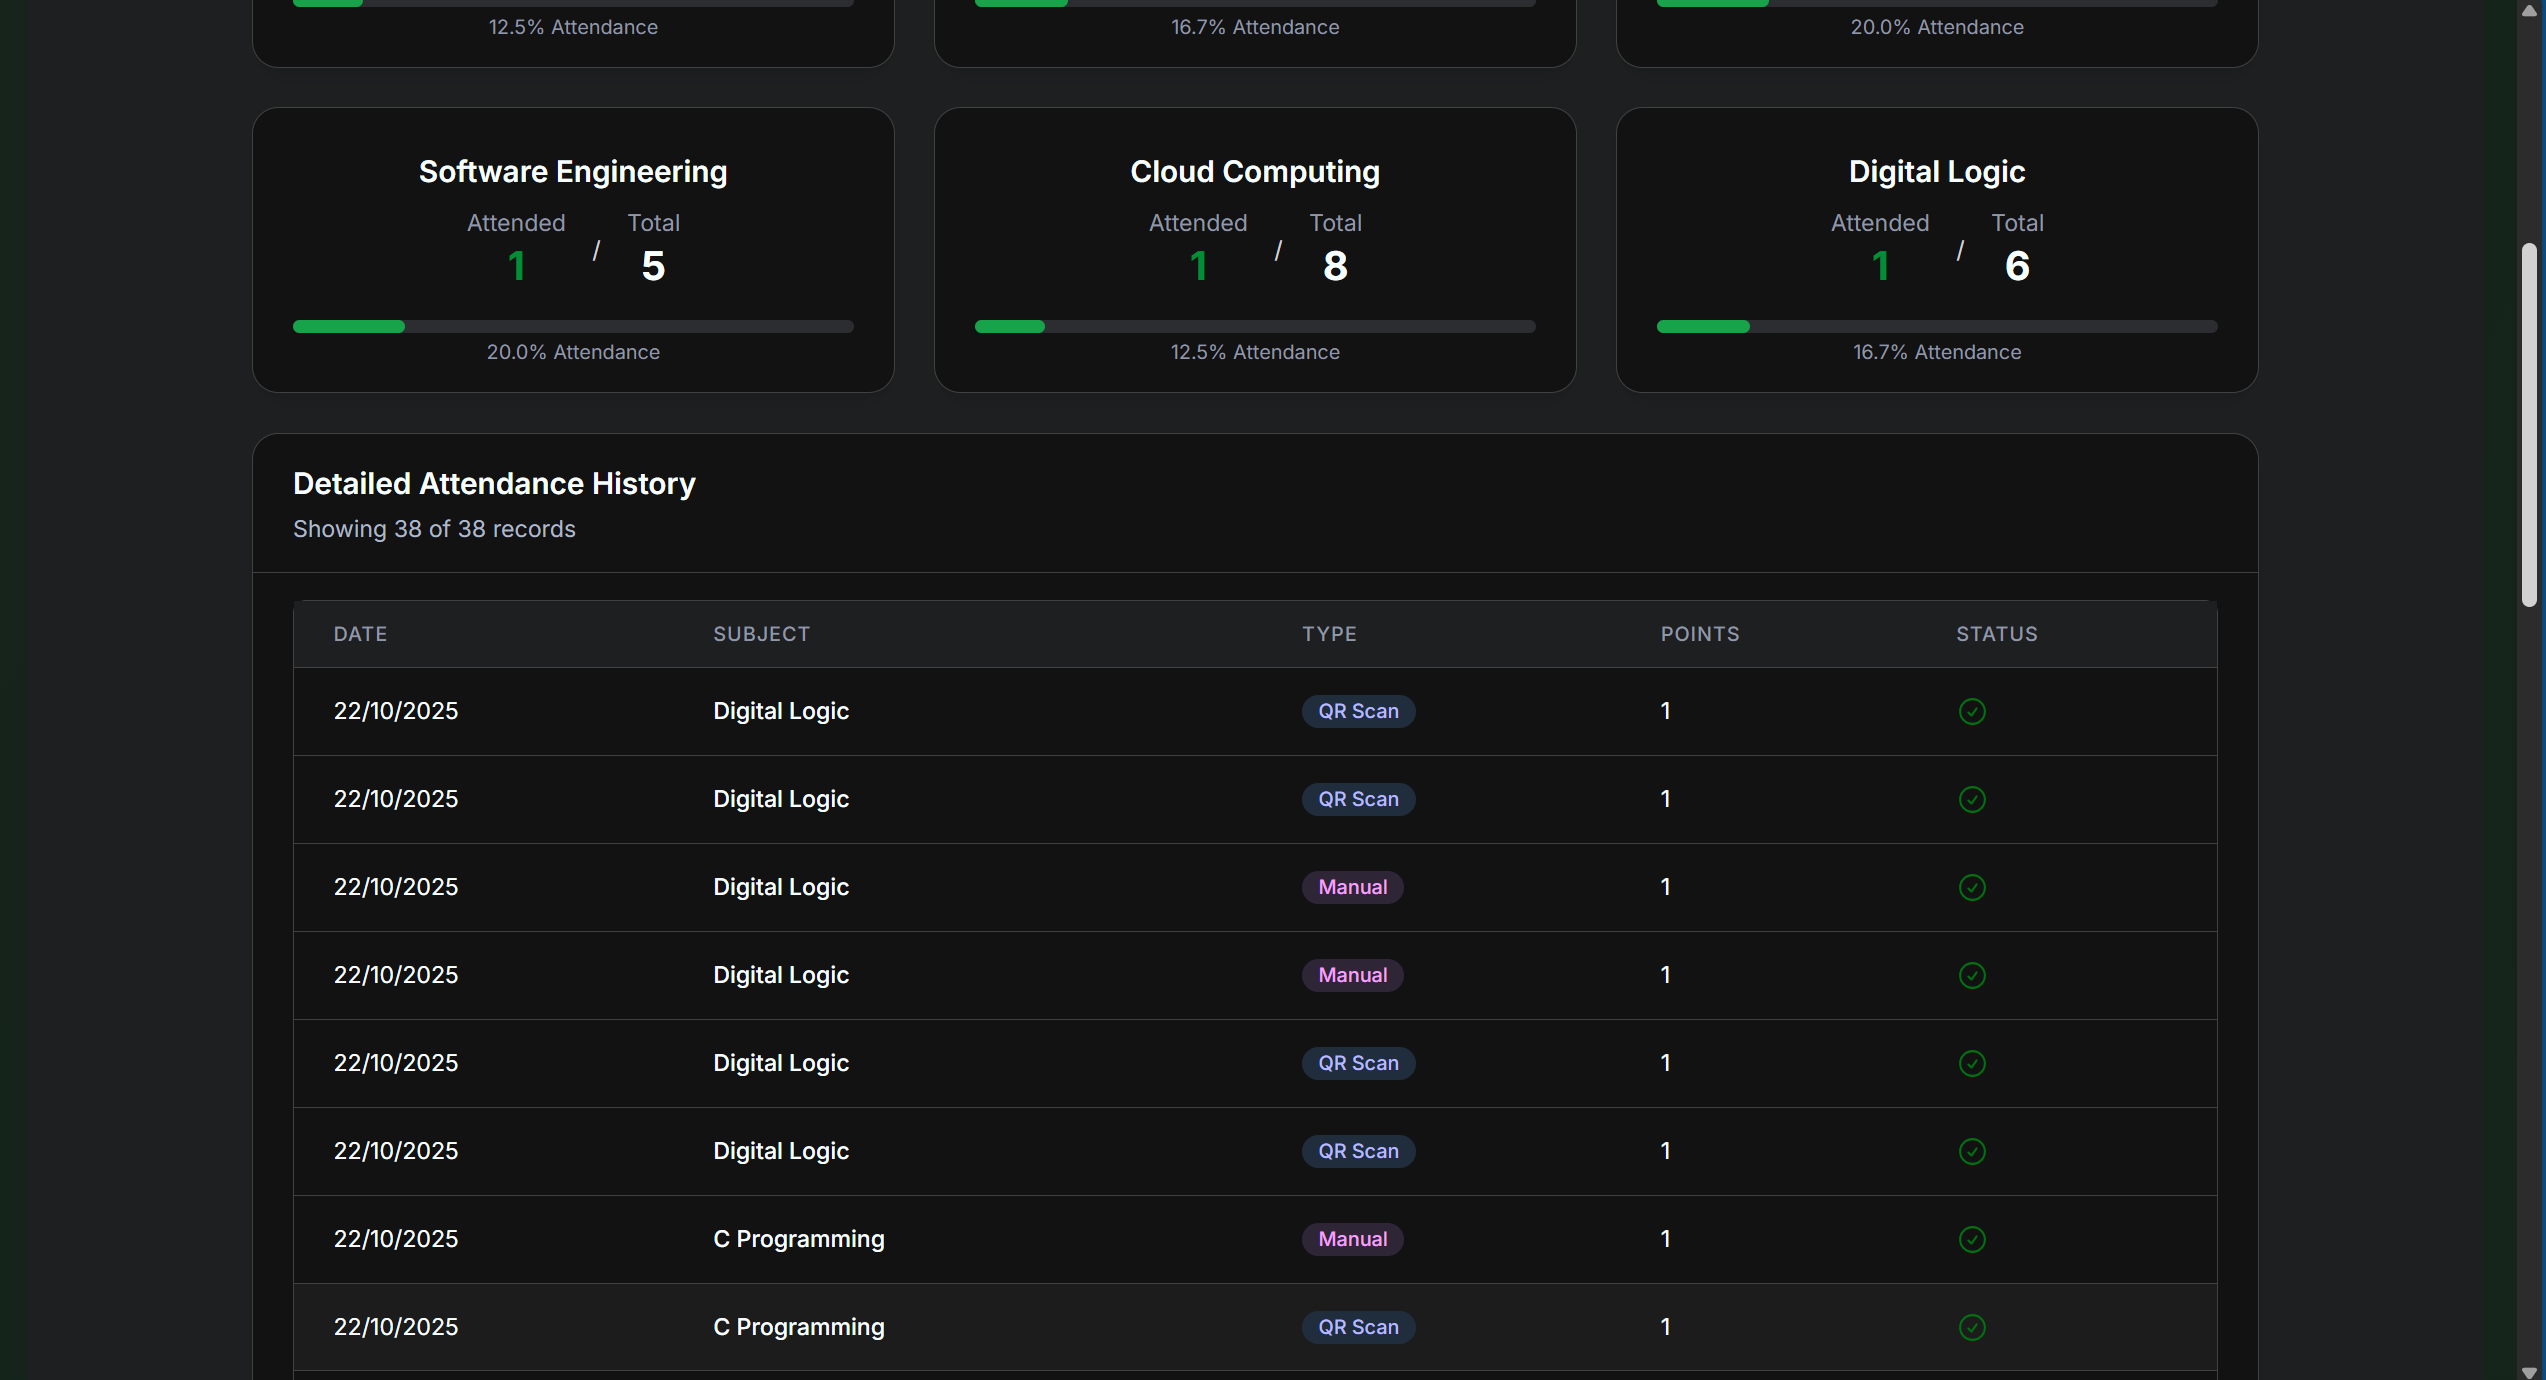 12.5% Attendance
16.7% Attendance
20.0% Attendance
Software Engineering
Attended / Total
1 5
20.0% Attendance
Cloud Computing
Attended / Total
1 8
12.5% Attendance
Digital Logic
Attended / Total
1 6
16.7% Attendance
Detailed Attendance History
Showing 38 of 38 records
DATE SUBJECT TYPE POINTS STATUS
22/10/2025 Digital Logic QR Scan 1
22/10/2025 Digital Logic QR Scan 1
22/10/2025 Digital Logic Manual 1
22/10/2025 Digital Logic Manual 1
22/10/2025 Digital Logic QR Scan 1
22/10/2025 Digital Logic QR Scan 1
22/10/2025 C Programming Manual 1
22/10/2025 C Programming QR Scan 1